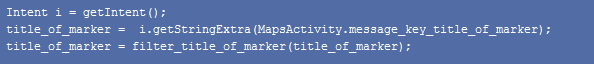 Intent i = getIntent();
title_of_marker =  i.getStringExtra(MapsActivity.message_key_title_of_marker);
title_of_marker = filter_title_of_marker(title_of_marker);